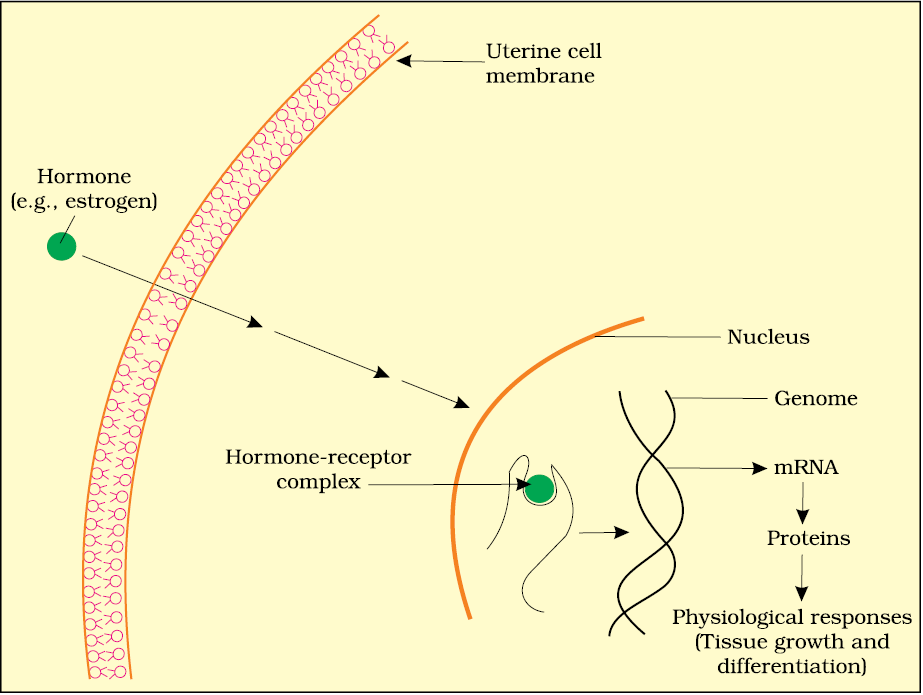 Uterine cell
membrane
Hormone
(e.g., estrogen)
Nucleus
Genome
Hormone-receptor
complex
mRNA
Proteins
Physiological responses
(Tissue growth and
differentiation)